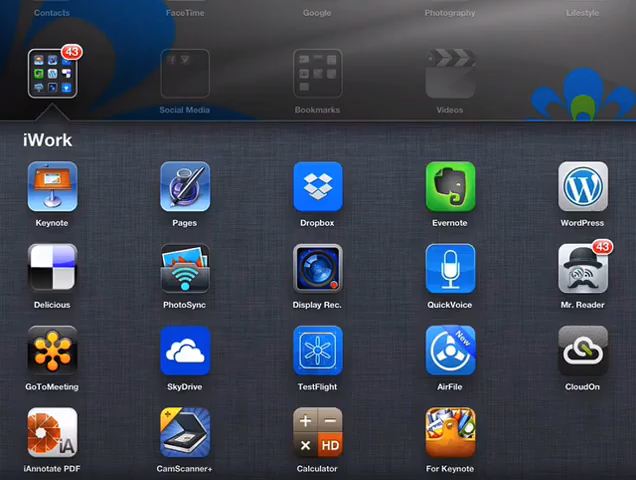 Contacts
FaceTime
Google
Photography
Lifestyle
43
Social Media
Bookmarks
Videos
iWork
Keynote
Pages
Dropbox
Evernote
WordPress
43
Delicious
PhotoSync
Display Rec.
QuickVoice
Mr. Reader
New
GoToMeeting
SkyDrive
TestFlight
AirFile
CloudOn
iA
HD
iAnnotate PDF
CamScanner+
Calculator
For Keynote